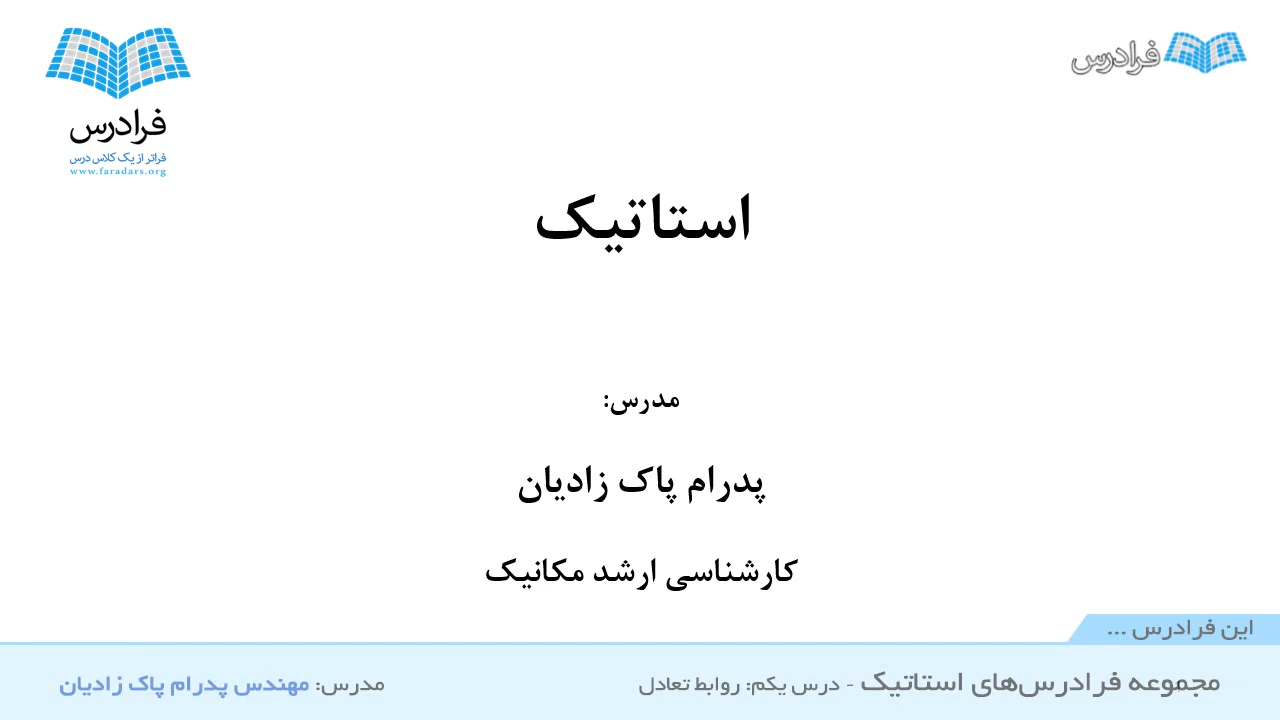 فرادرس
فرادرس
فراتر از یک کلاس درس
www.faradars.org
استاتیک
مدرس:
پدرام پاک زادیان
کارشناسی ارشد مکانیک
این فرادرس ...
مجموعه فرادرس‌های استاتیک - درس یکم: روابط تعادل
مدرس: مهندس پدرام پاک زادیان